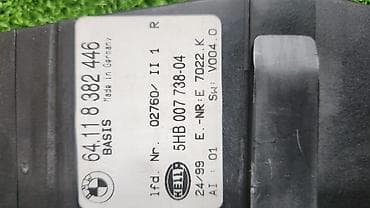 64.11 8 382 446
BASIS Made in Germany
lfd. Nr. 02760/ II 1 R
HELLA 5HB 007 738-04
24/99 E.-NR:E 7022.K
AI : 01 SW: V004.0